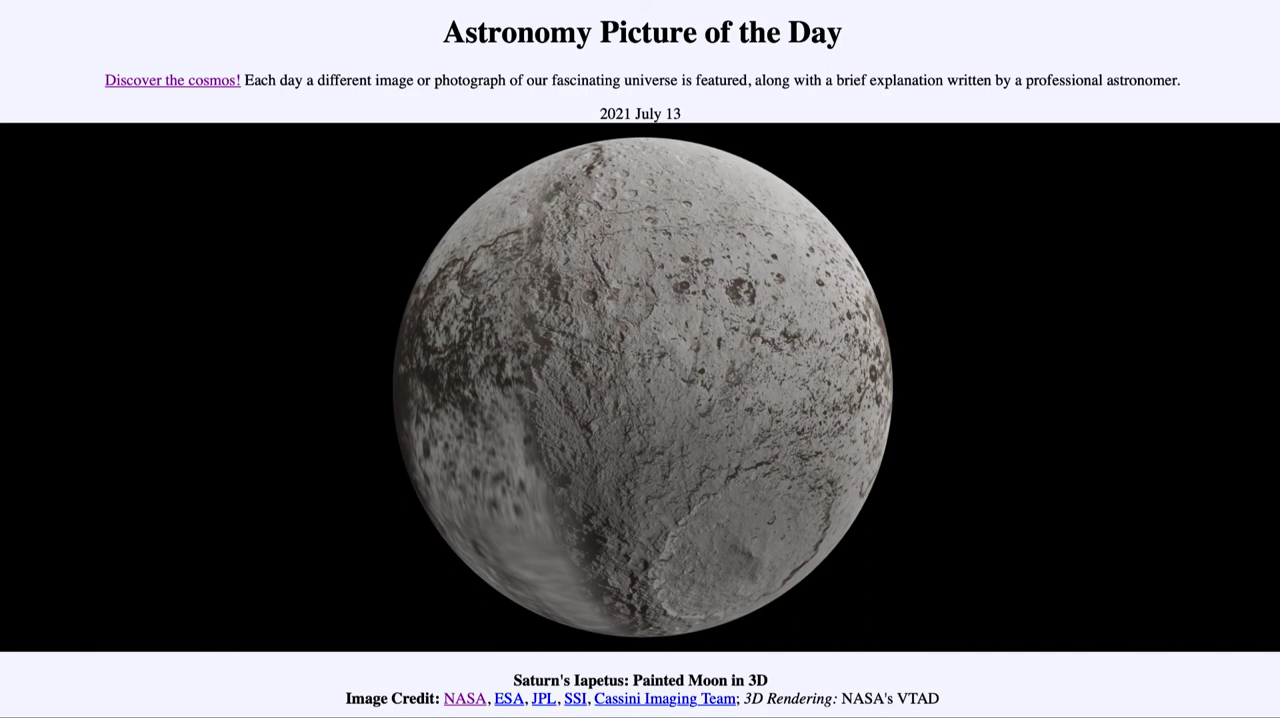 Astronomy Picture of the Day
Discover the cosmos! Each day a different image or photograph of our fascinating universe is featured, along with a brief explanation written by a professional astronomer.
2021 July 13
Saturn's Iapetus: Painted Moon in 3D
Image Credit: NASA, ESA, JPL, SSI, Cassini Imaging Team; 3D Rendering: NASA's VTAD